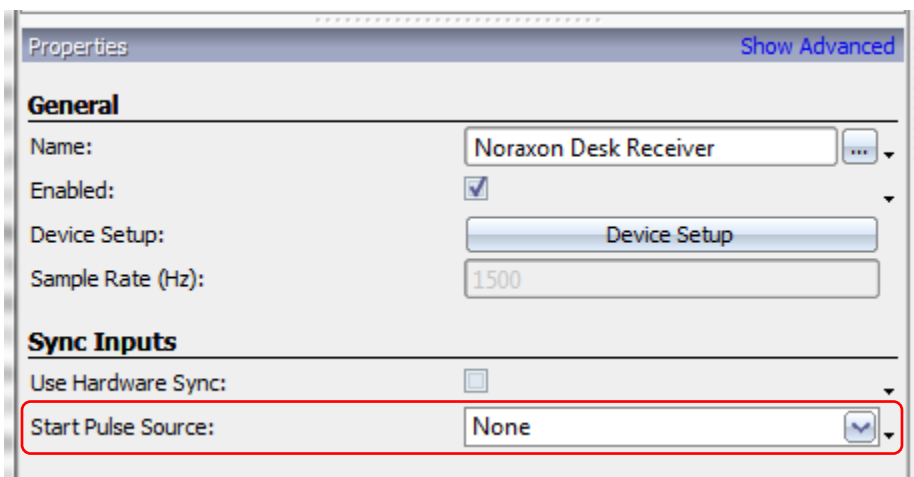 Properties Show Advanced
General
Name: Noraxon Desk Receiver ...
Enabled:
Device Setup: Device Setup
Sample Rate (Hz): 1500
Sync Inputs
Use Hardware Sync:
Start Pulse Source: None